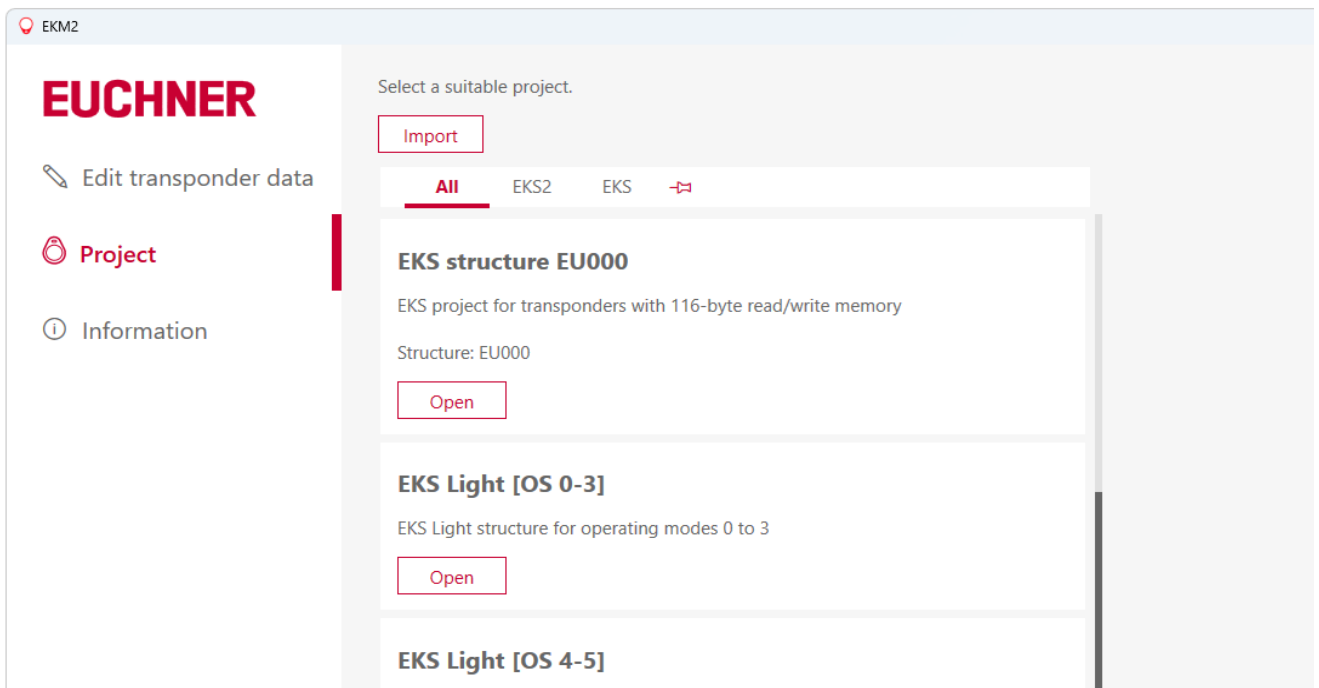 EKM2
EUCHNER
Edit transponder data
Project
Information
Select a suitable project.
Import
All EKS2 EKS
EKS structure EU000
EKS project for transponders with 116-byte read/write memory
Structure: EU000
Open
EKS Light [OS 0-3]
EKS Light structure for operating modes 0 to 3
Open
EKS Light [OS 4-5]